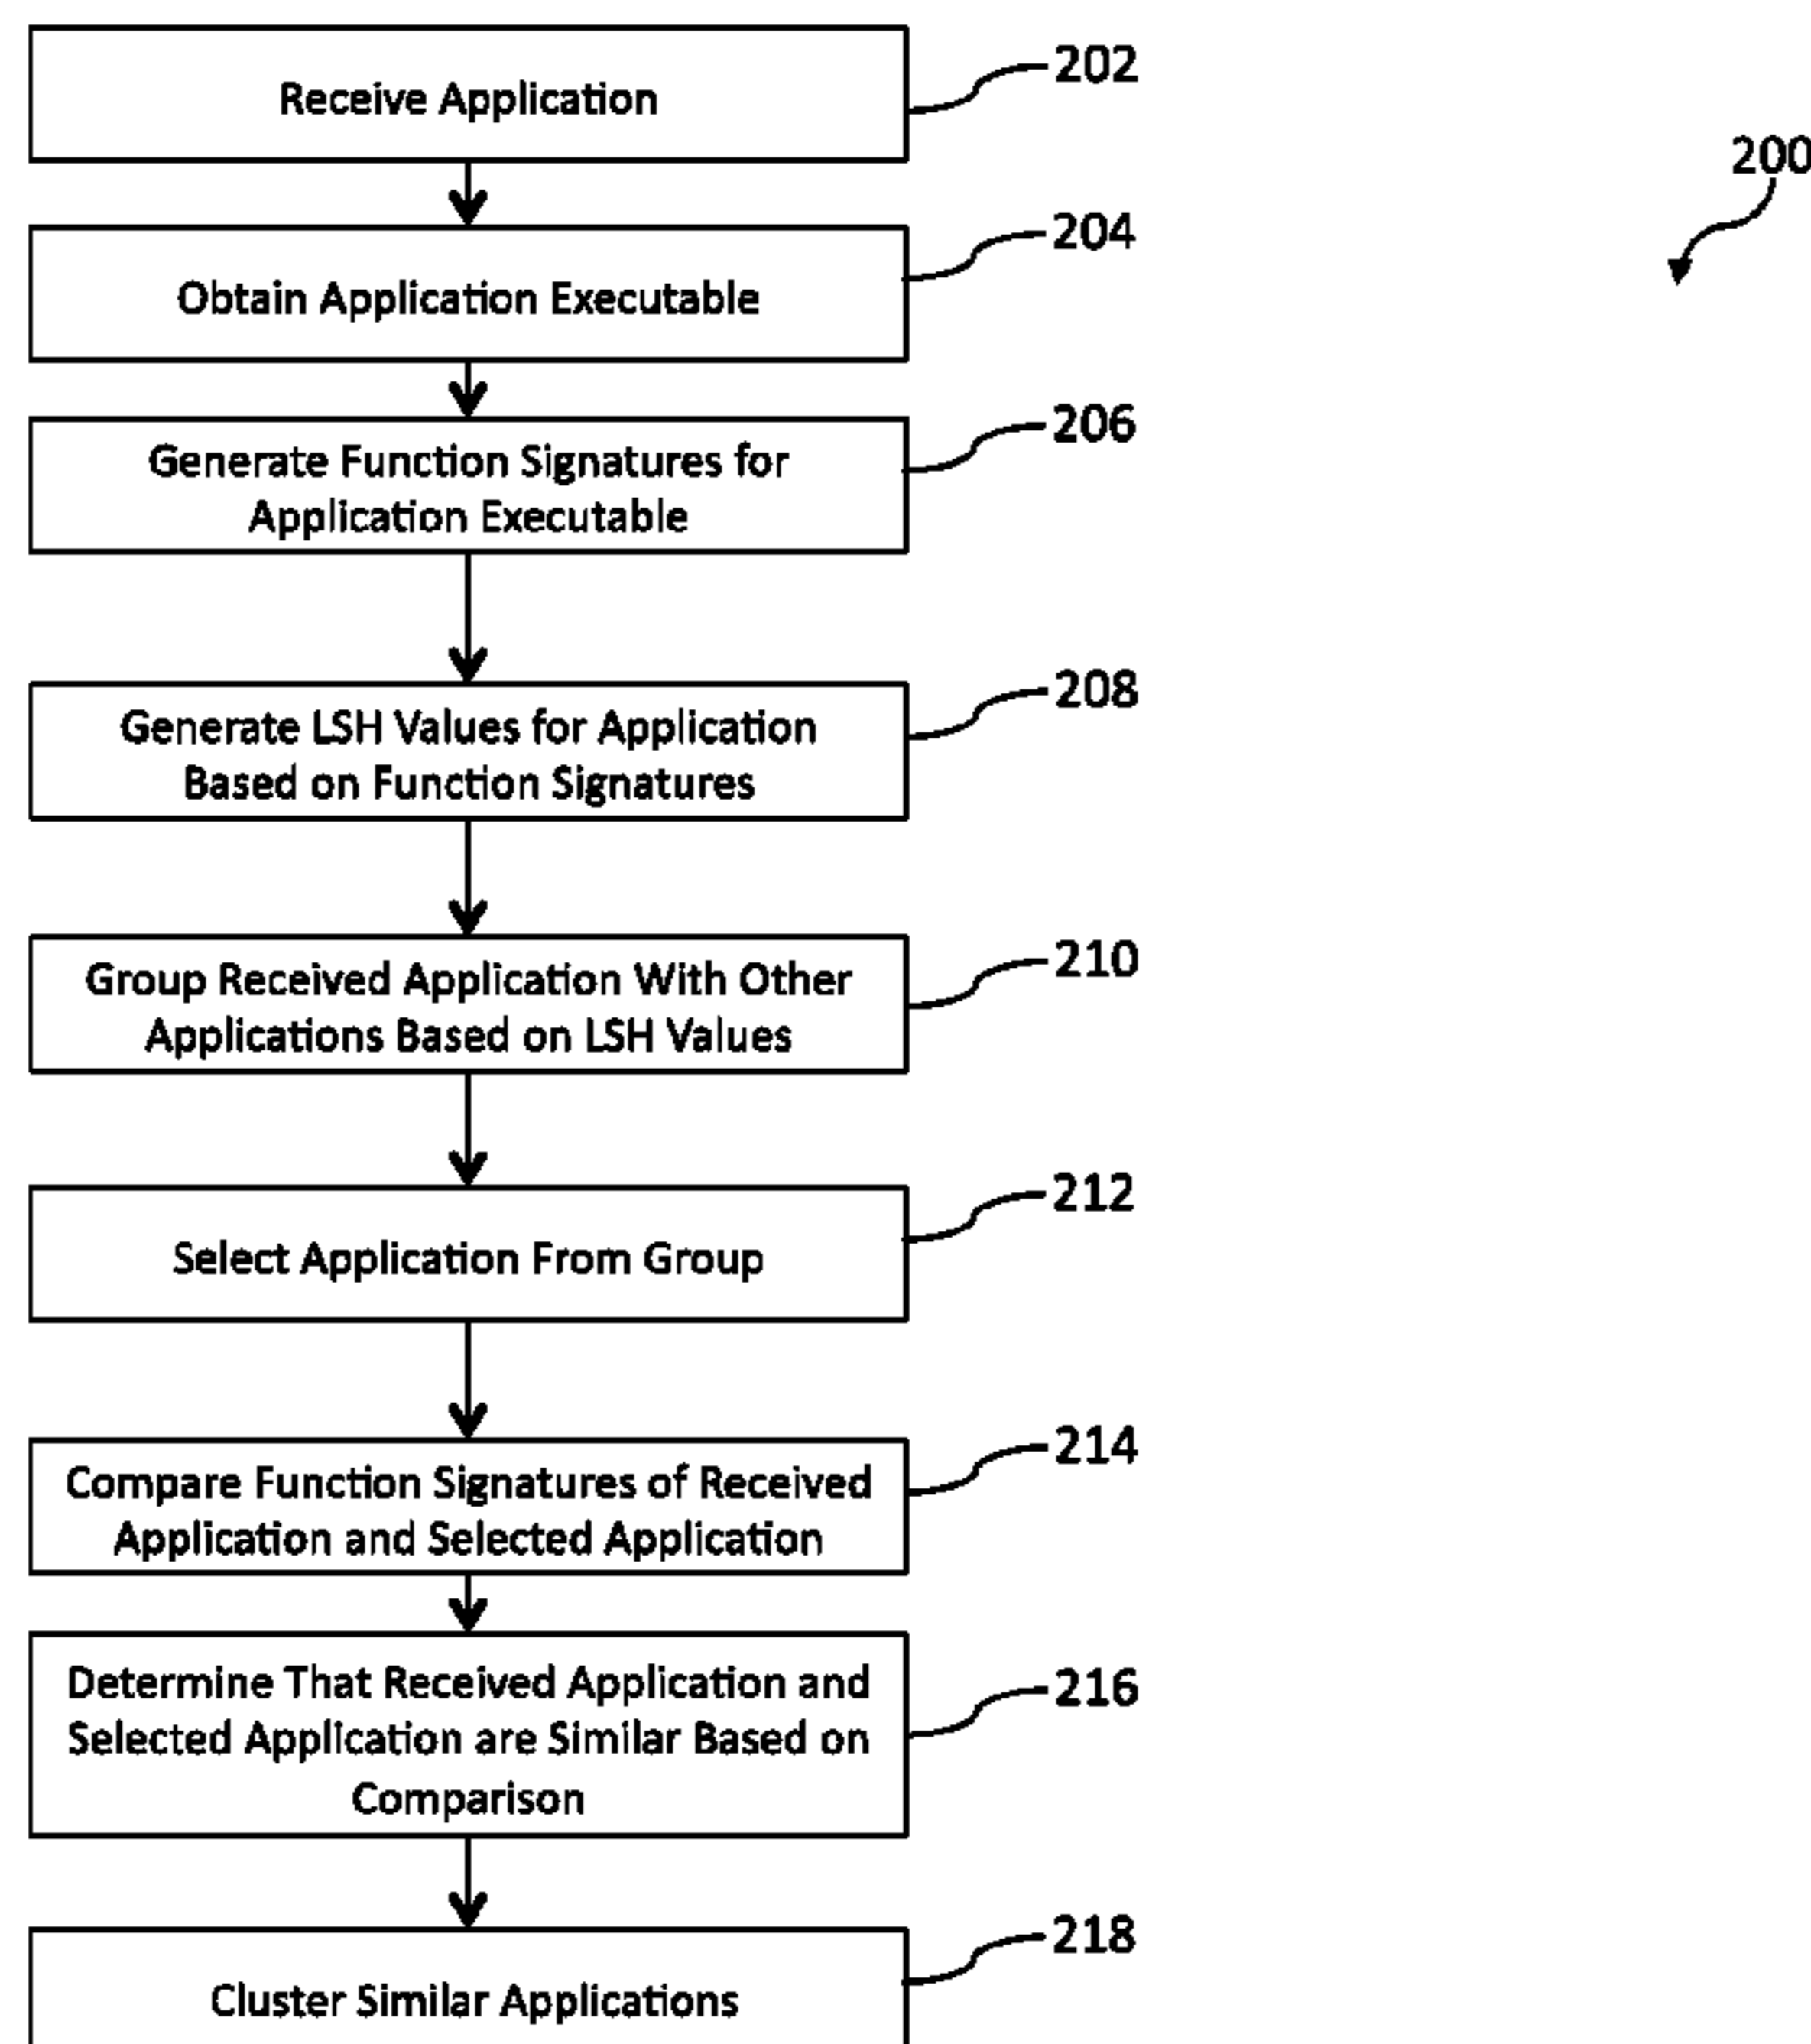 Receive Application
202
200
Obtain Application Executable
204
Generate Function Signatures for
Application Executable
206
Generate LSH Values for Application
Based on Function Signatures
208
Group Received Application With Other
Applications Based on LSH Values
210
Select Application From Group
212
Compare Function Signatures of Received
Application and Selected Application
214
Determine That Received Application and
Selected Application are Similar Based on
Comparison
216
Cluster Similar Applications
218